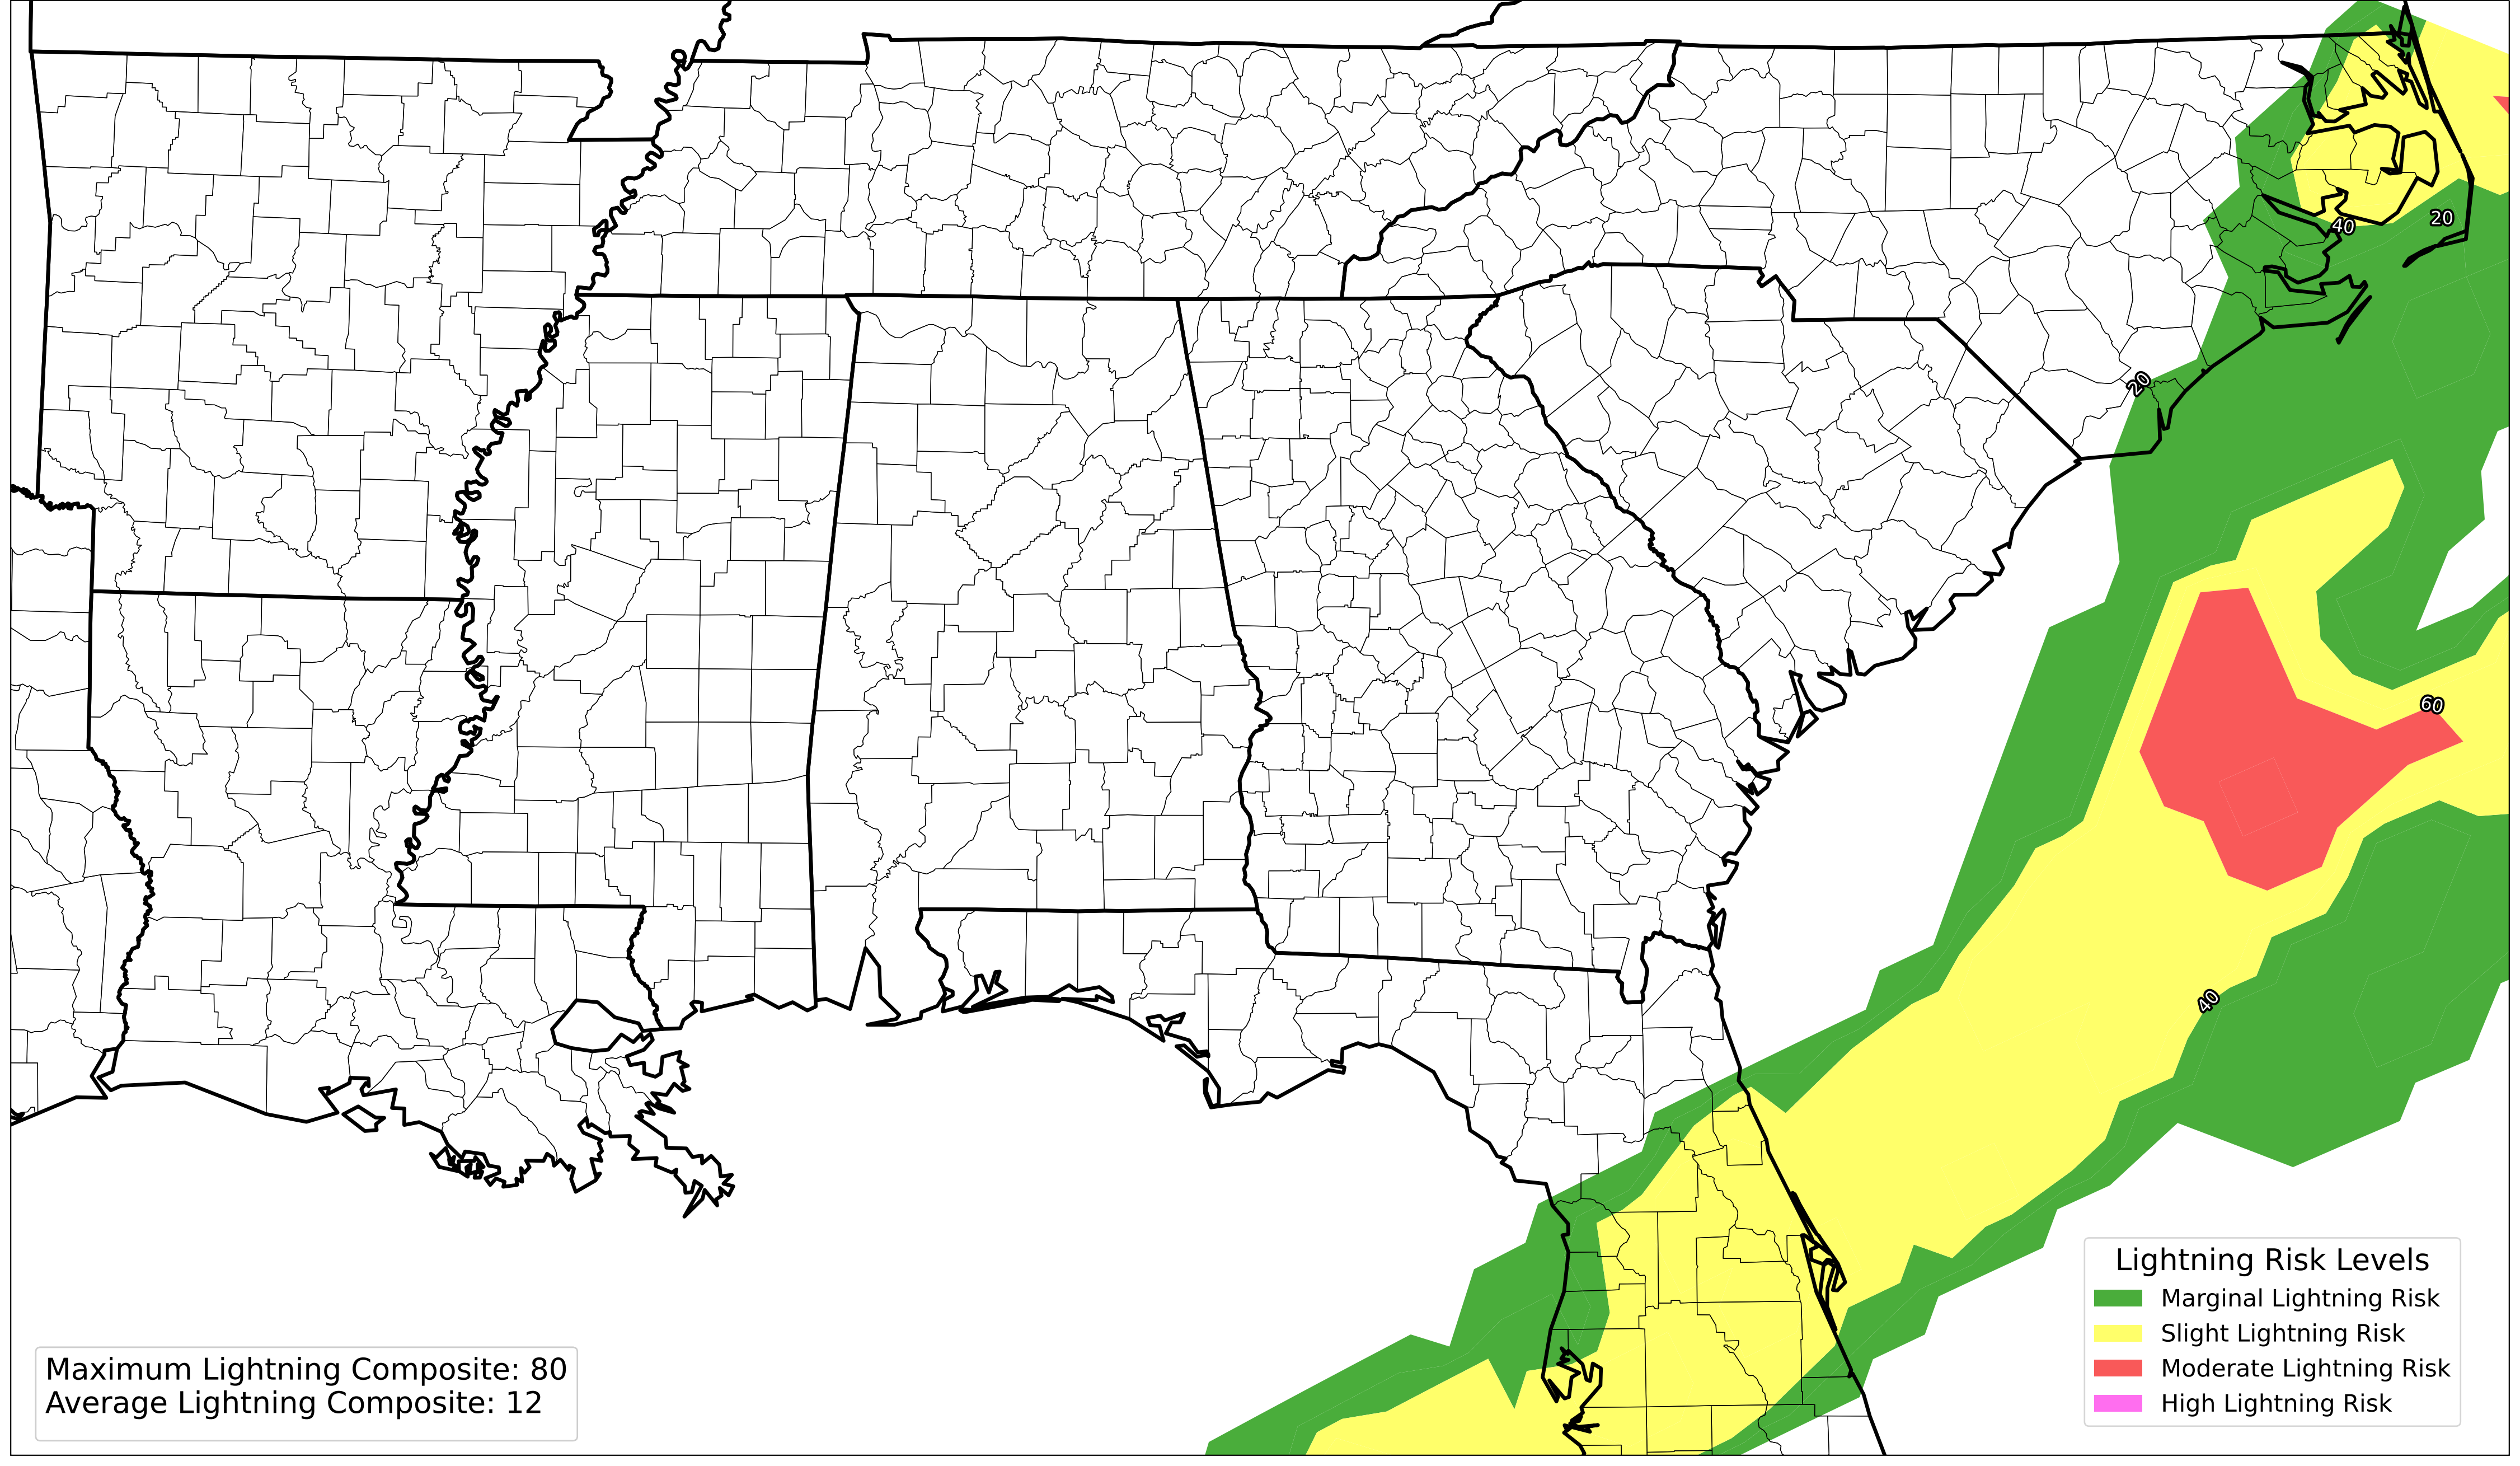 40
20
20
60
40
Lightning Risk Levels
Marginal Lightning Risk
Slight Lightning Risk
Moderate Lightning Risk
High Lightning Risk
Maximum Lightning Composite: 80
Average Lightning Composite: 12